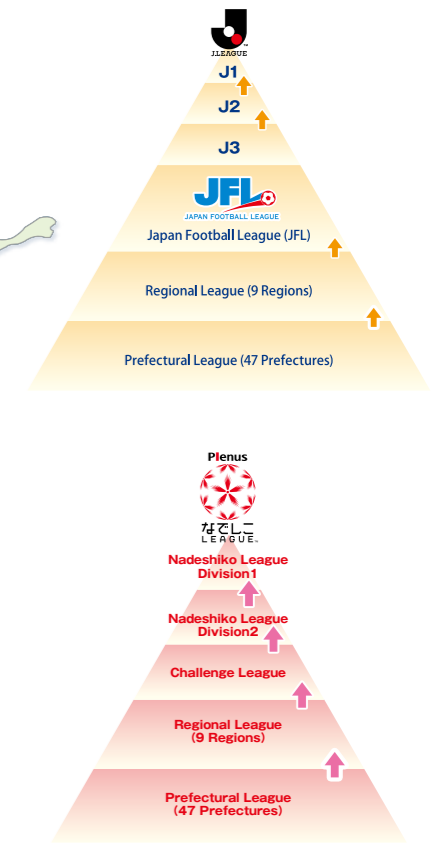 J.LEAGUE
J1
J2
J3
JFL
JAPAN FOOTBALL LEAGUE
Japan Football League (JFL)
Regional League (9 Regions)
Prefectural League (47 Prefectures)
Plenus
なでしこ
LEAGUE
Nadeshiko League
Division1
Nadeshiko League
Division2
Challenge League
Regional League
(9 Regions)
Prefectural League
(47 Prefectures)